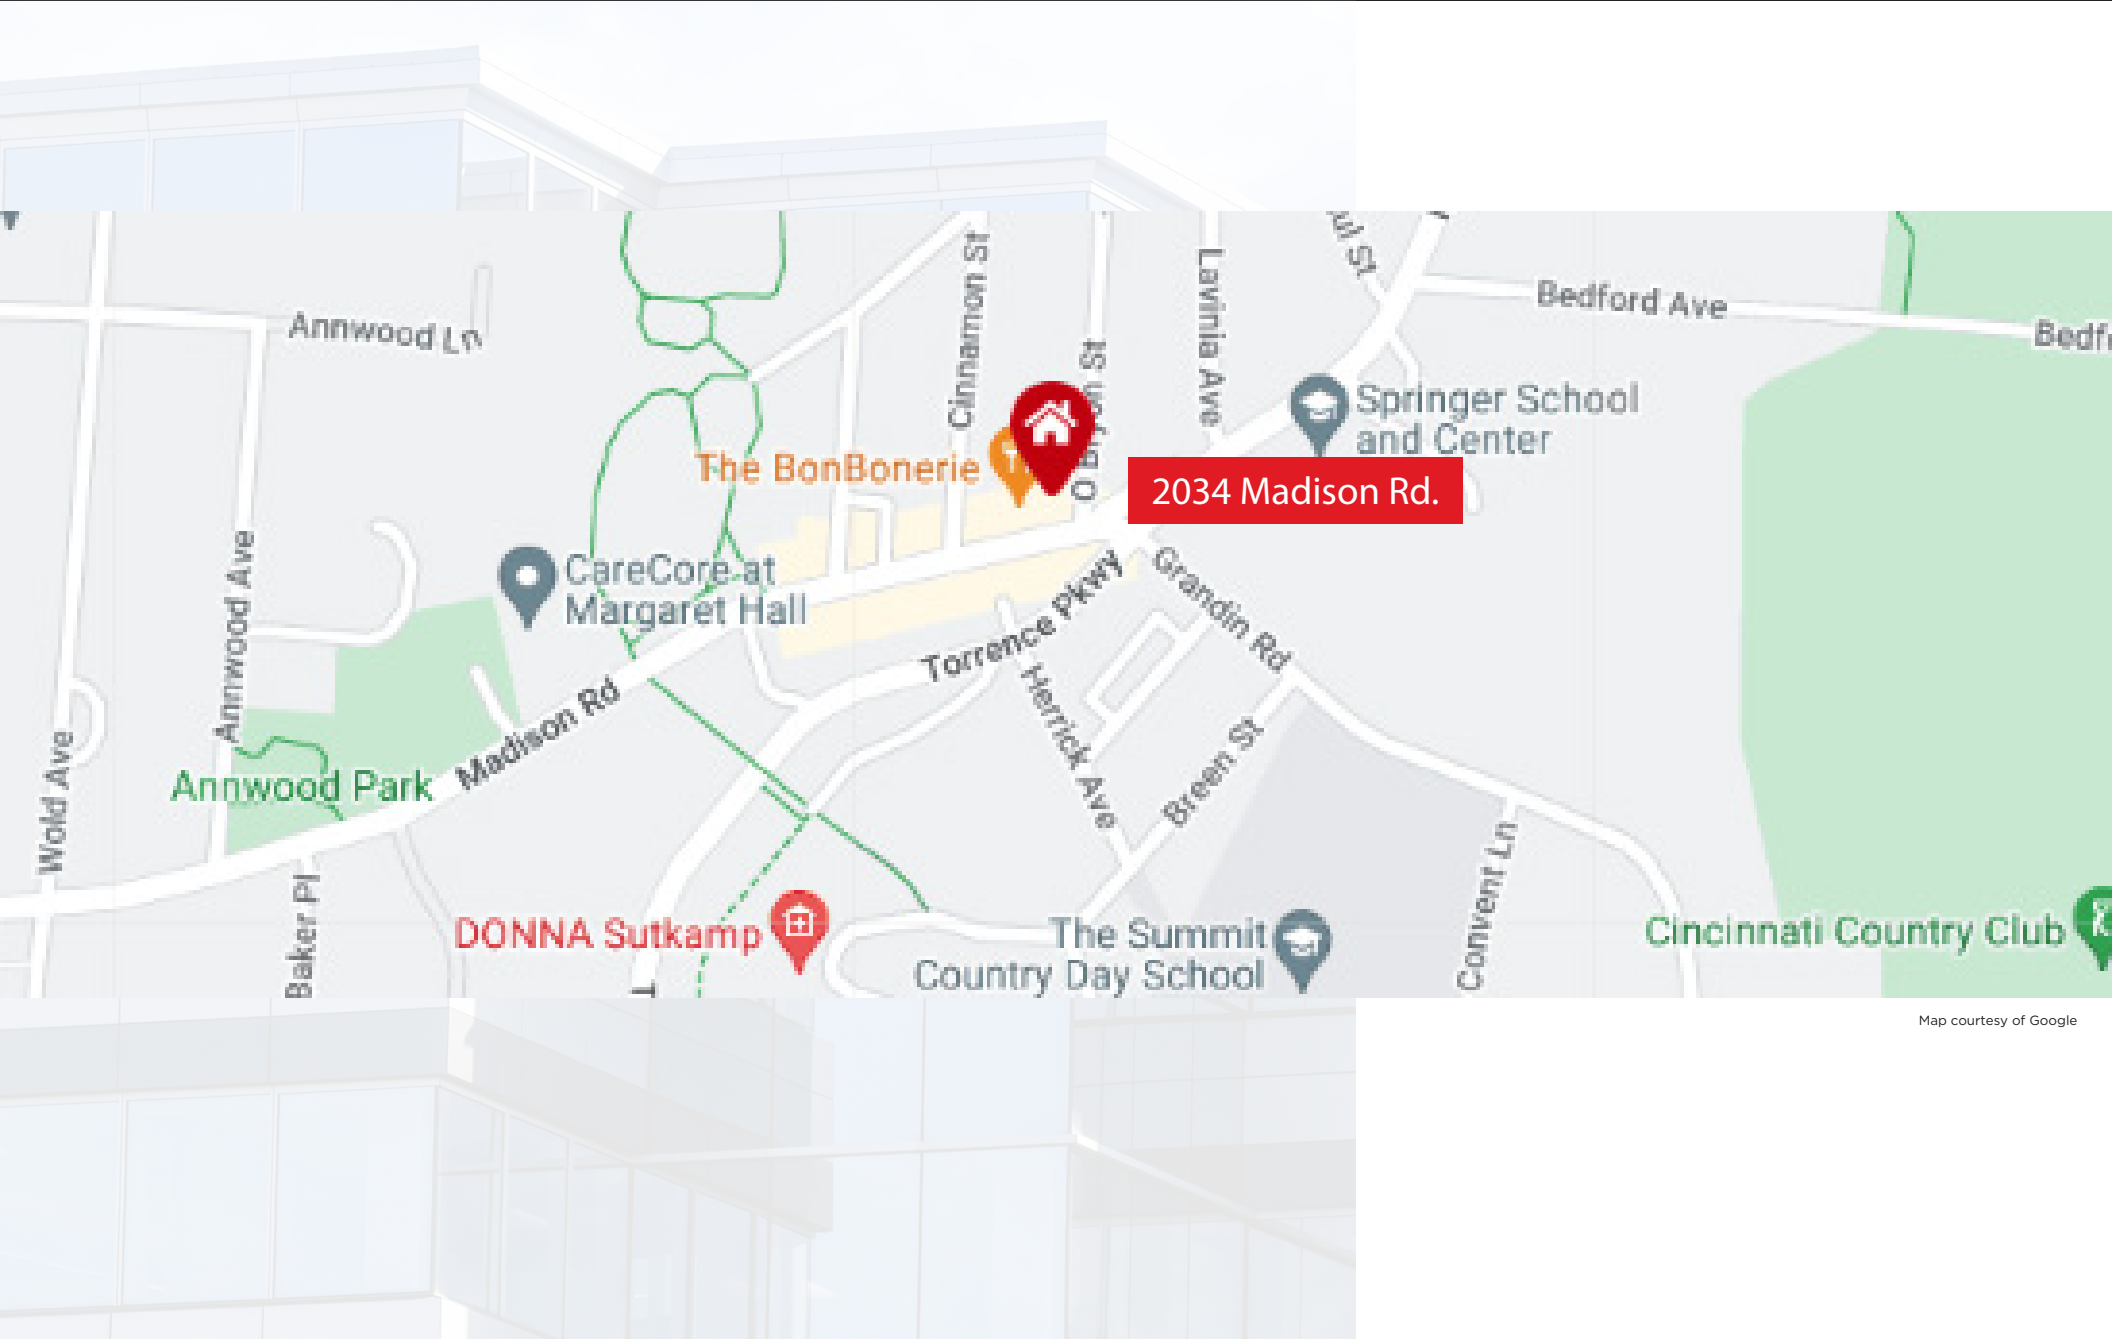 Cinnamon St
Lavinia Ave
Bedford Ave
Annwood Ln
Springer School
and Center
The BonBonerie
2034 Madison Rd.
CareCore at
Margaret Hall
Annwood Ave
Torrence Pkwy
Grandin Rd
Madison Rd
Herrick Ave
Breen St
Annwood Park
Wold Ave
Baker Pl
DONNA Sutkamp
The Summit
Country Day School
Convent Ln
Cincinnati Country Club
Map courtesy of Google